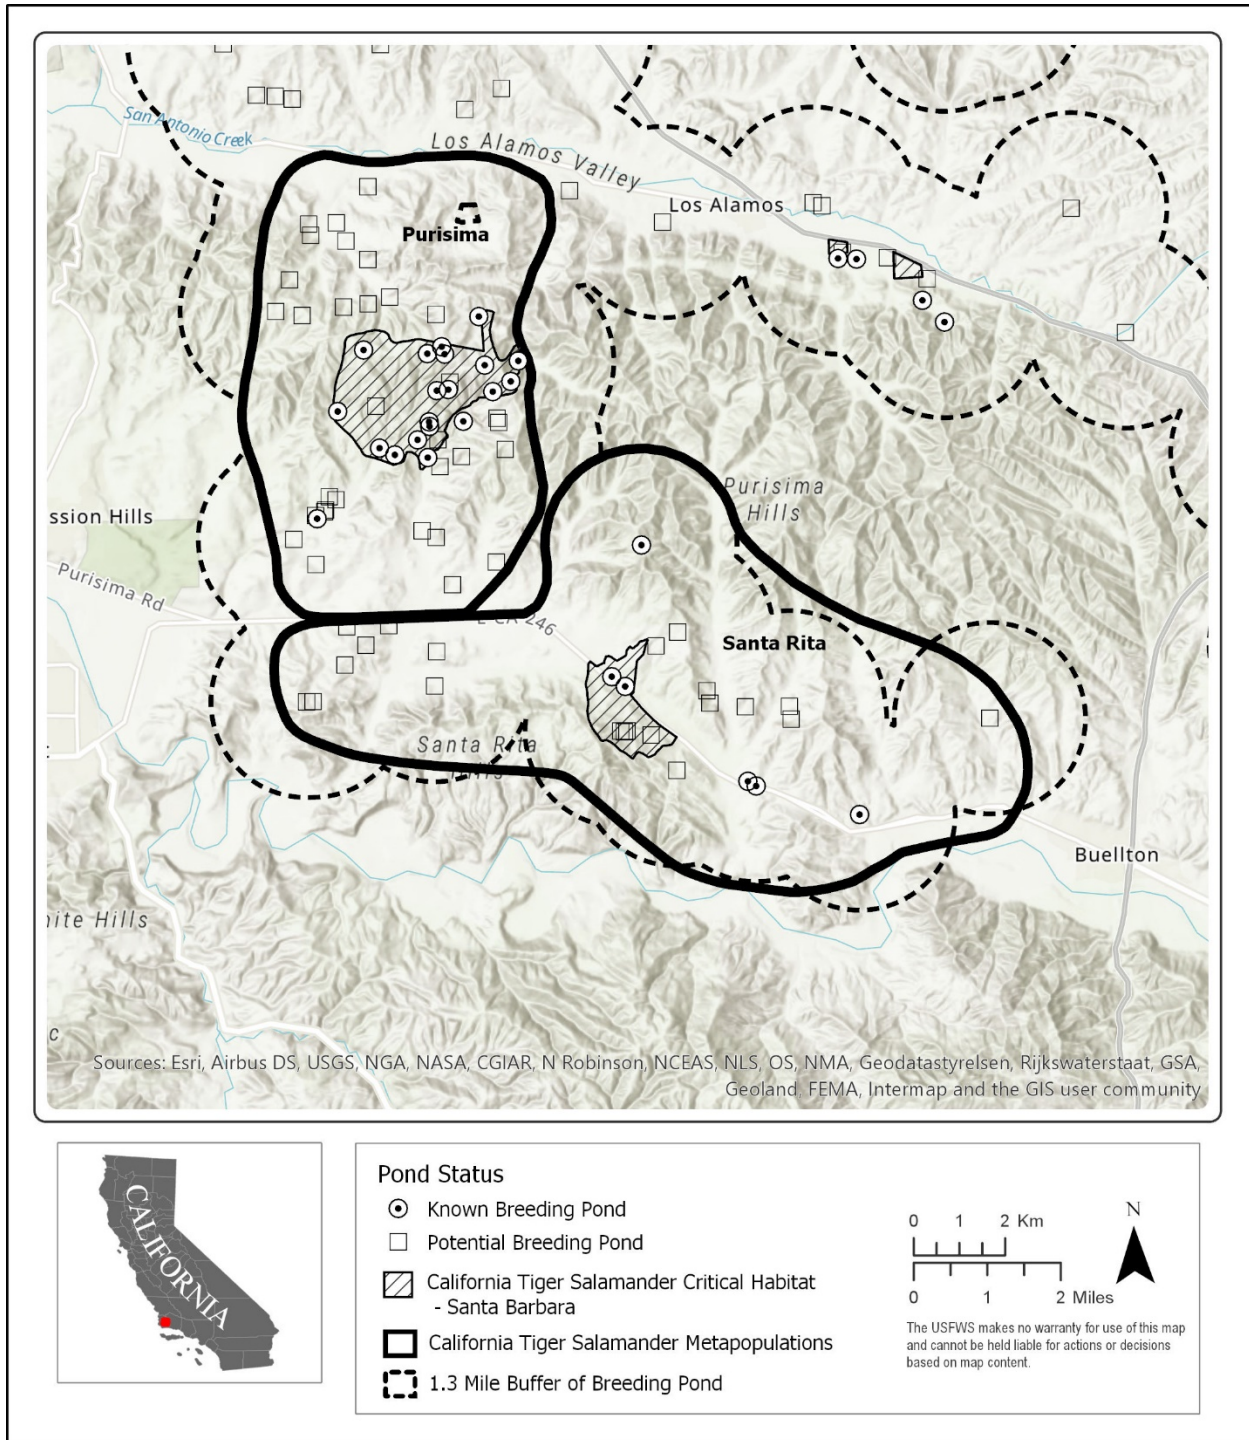 San Antonio Creek
Los Alamos Valley
Los Alamos
Purisima
Purisima
Hills
ssion Hills
Purisima Rd
246
Santa Rita
Santa Rita
hite Hills
Buellton
c
Sources: Esri, Airbus DS, USGS, NGA, NASA, CGIAR, N Robinson, NCEAS, NLS, OS, NMA, Geodatastyrelsen, Rijkswaterstaat, GSA,
Geoland, FEMA, Intermap and the GIS user community
CALIFORNIA
Pond Status
Known Breeding Pond
Potential Breeding Pond
California Tiger Salamander Critical Habitat
- Santa Barbara
California Tiger Salamander Metapopulations
1.3 Mile Buffer of Breeding Pond
0 1 2 Km
0 1 2 Miles
N
The USFWS makes no warranty for use of this map
and cannot be held liable for actions or decisions
based on map content.